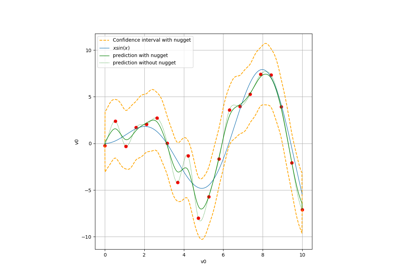 Confidence interval with nugget
xsin(x)
prediction with nugget
prediction without nugget
10
5
0
−5
−10
v0
0
2
4
6
8
10
v0